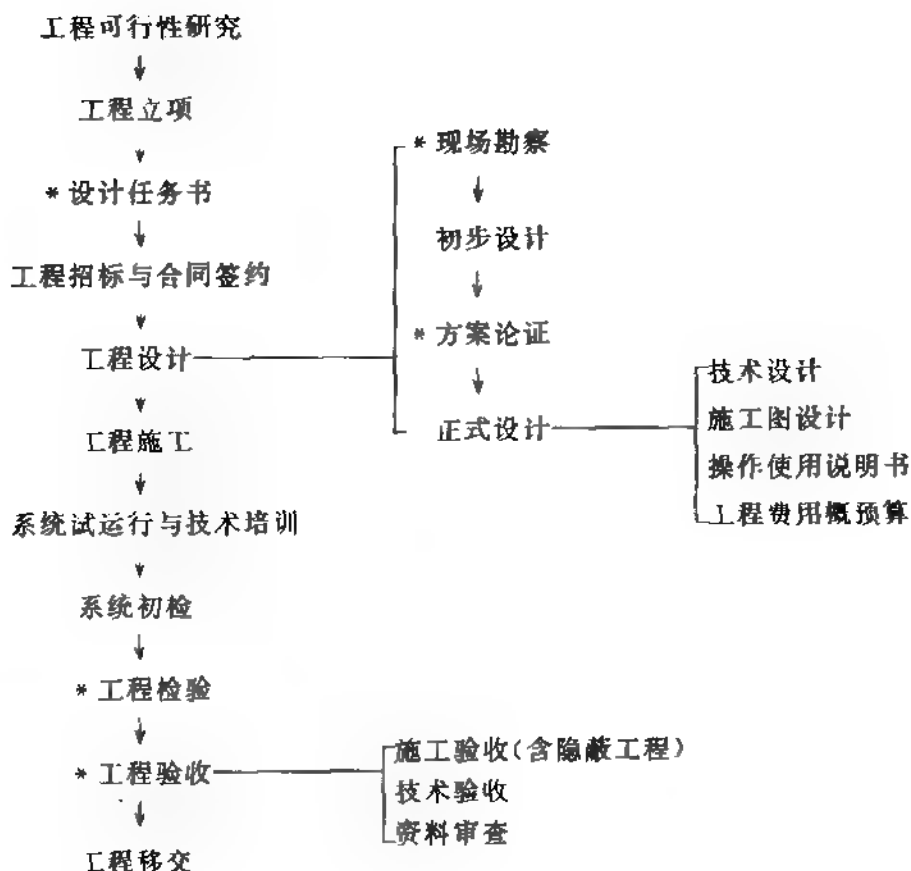 工程可行性研究
工程立项
* 设计任务书
工程招标与合同签约
工程设计
工程施工
系统试运行与技术培训
系统初检
* 工程检验
* 工程验收
工程移交
* 现场勘察
初步设计
* 方案论证
正式设计
技术设计
施工图设计
操作使用说明书
工程费用概预算
施工验收(含隐蔽工程)
技术验收
资料审查